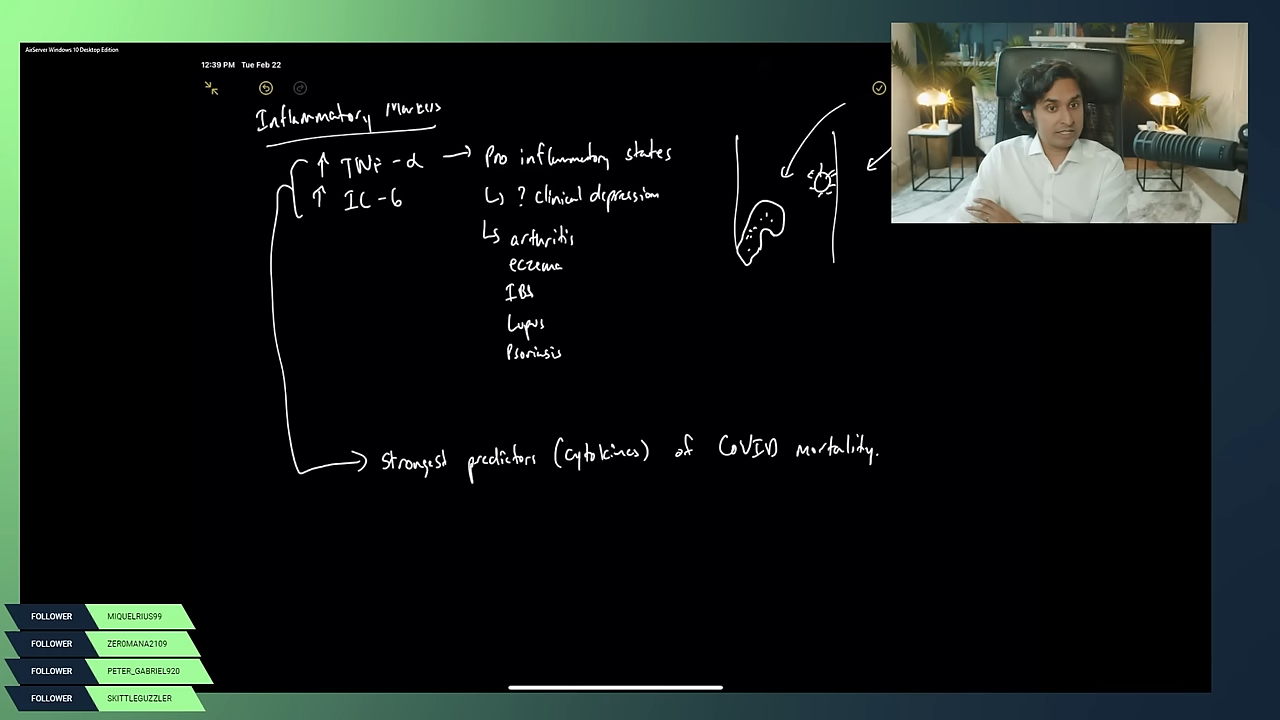 AirServer Windows 10 Desktop Edition
12:39 PM Tue Feb 22
Inflammatory Markers
↑ TNF-α → Pro inflammatory states
↑ IL-6 ↳ ? clinical depression
↳ arthritis
eczema
IBS
Lupus
Psoriasis
→ Strongest predictors (cytokines) of COVID mortality.
FOLLOWER MIQUELRIUS99
FOLLOWER ZER0MANA2109
FOLLOWER PETER_GABRIEL920
FOLLOWER SKITTLEGUZZLER